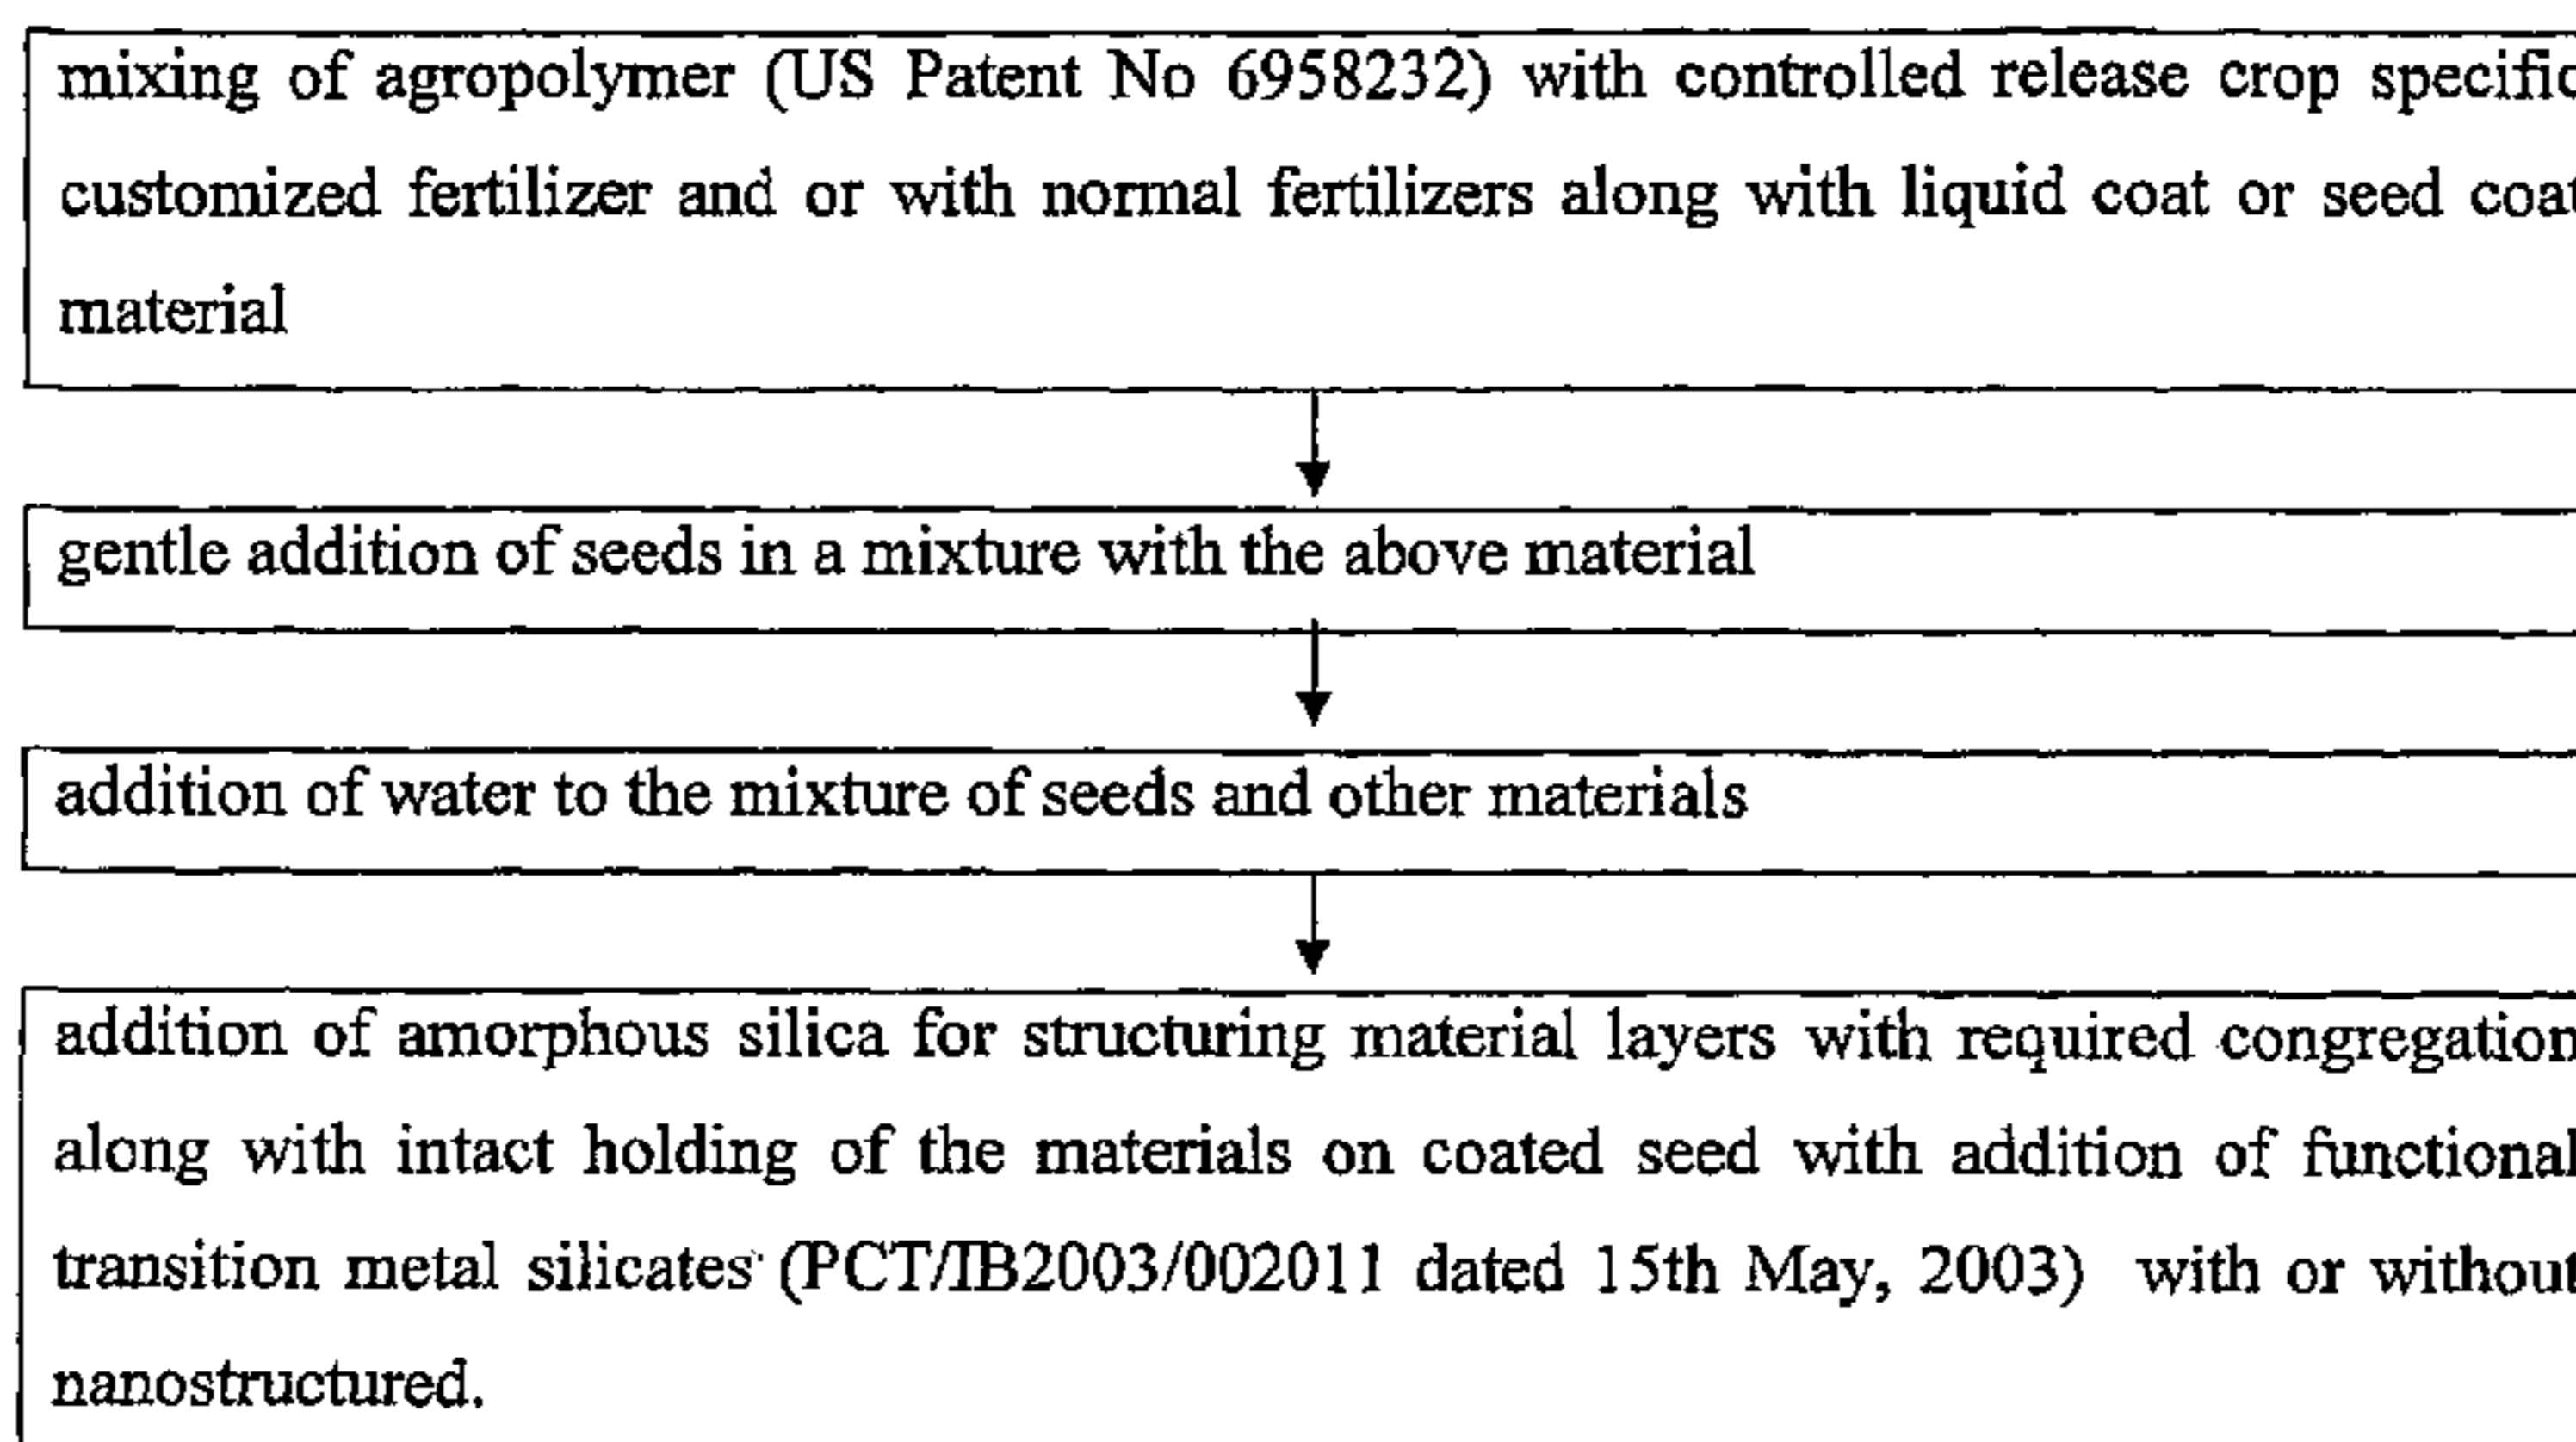 mixing of agropolymer (US Patent No 6958232) with controlled release crop specific
customized fertilizer and or with normal fertilizers along with liquid coat or seed coat
material
gentle addition of seeds in a mixture with the above material
addition of water to the mixture of seeds and other materials
addition of amorphous silica for structuring material layers with required congregation
along with intact holding of the materials on coated seed with addition of functional
transition metal silicates (PCT/IB2003/002011 dated 15th May, 2003) with or without
nanostructured.